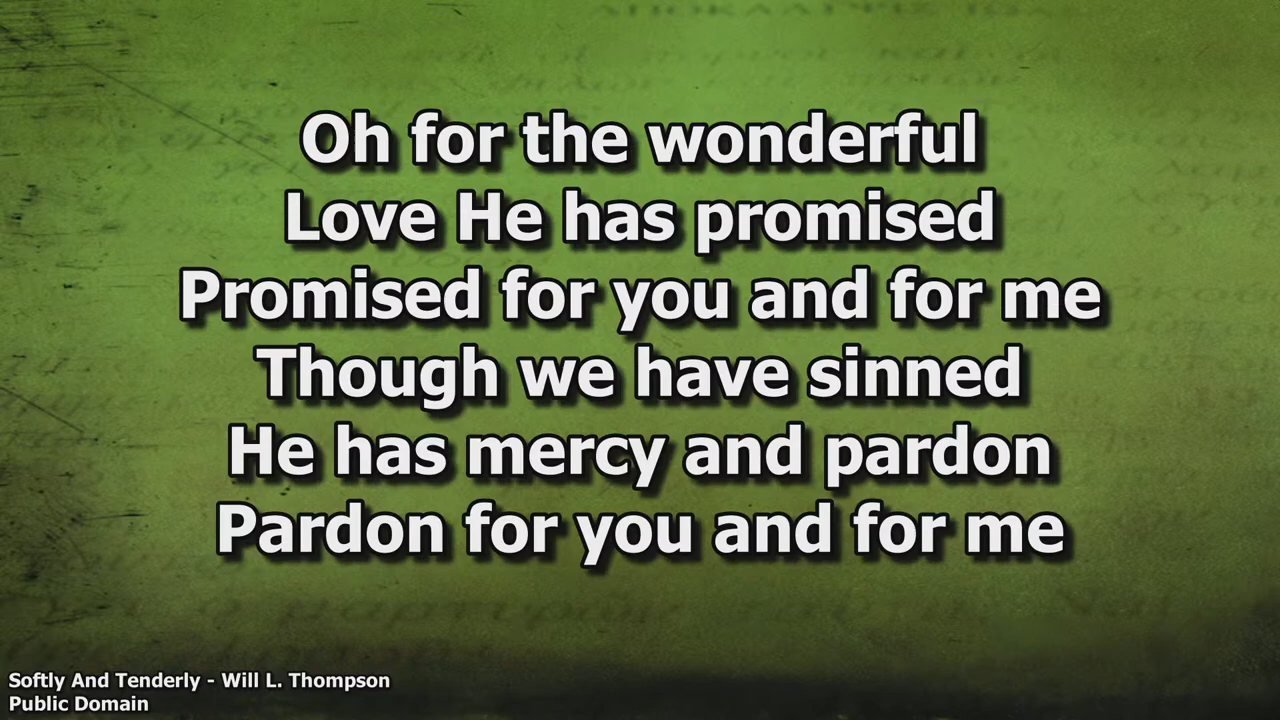 Oh for the wonderful
Love He has promised
Promised for you and for me
Though we have sinned
He has mercy and pardon
Pardon for you and for me
Softly And Tenderly - Will L. Thompson
Public Domain